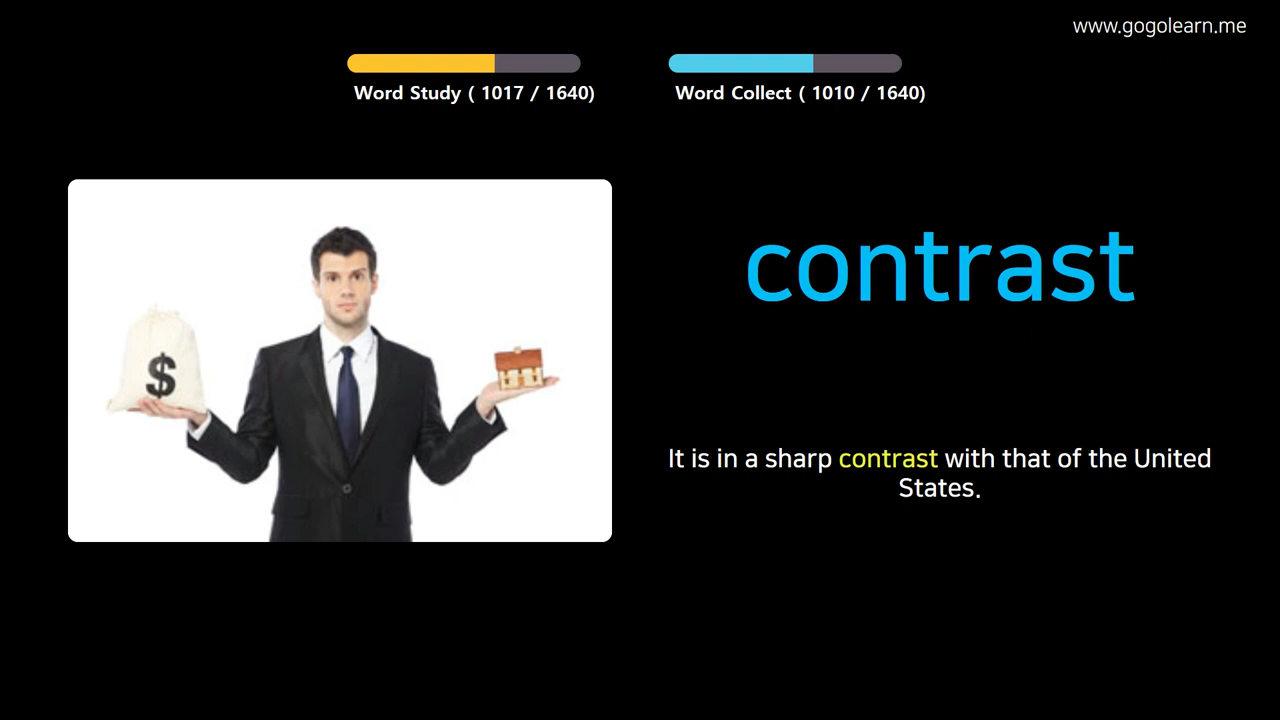 www.gogolearn.me
Word Study ( 1017 / 1640)
Word Collect ( 1010 / 1640)
$
contrast
It is in a sharp contrast with that of the United
States.